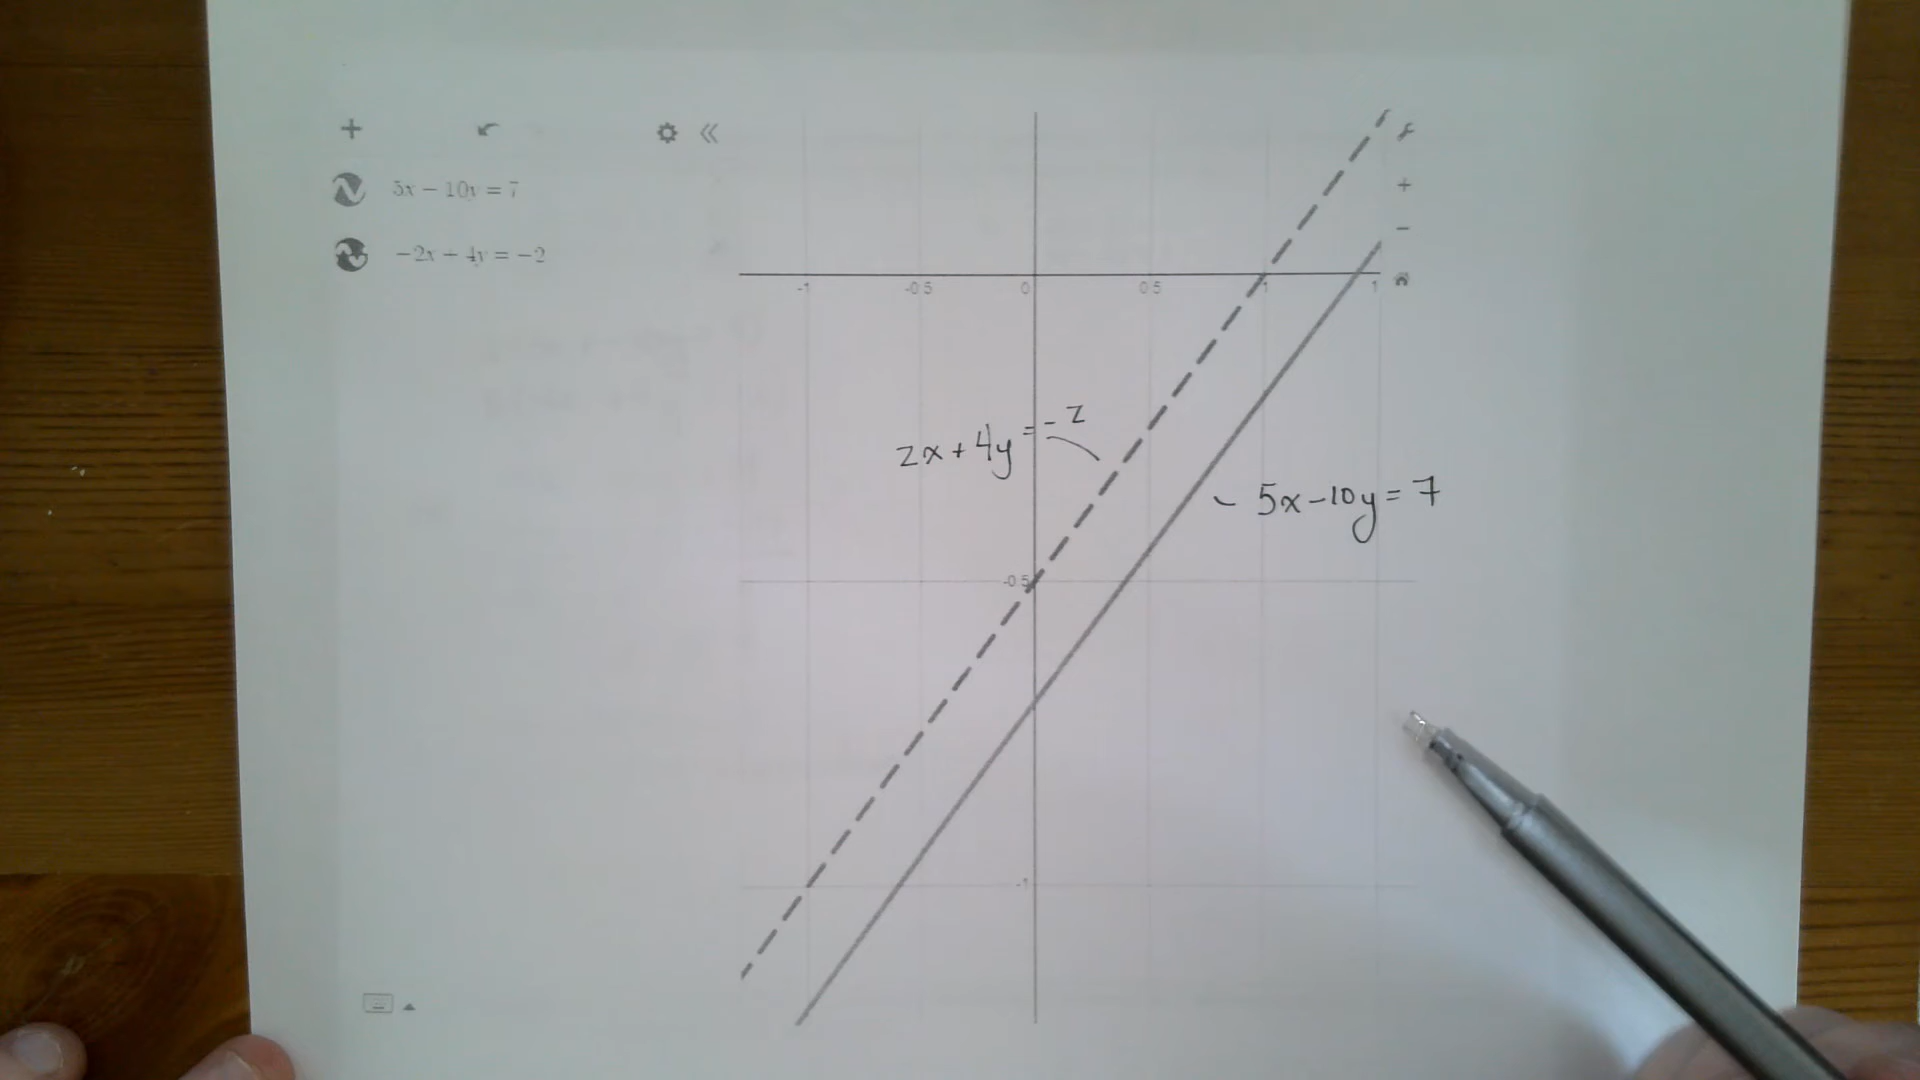 5x − 10y = 7
−2x + 4y = −2
-1
-0.5
0
0.5
1
1
2x+4y=-2
5x-10y=7
-0.5
-1